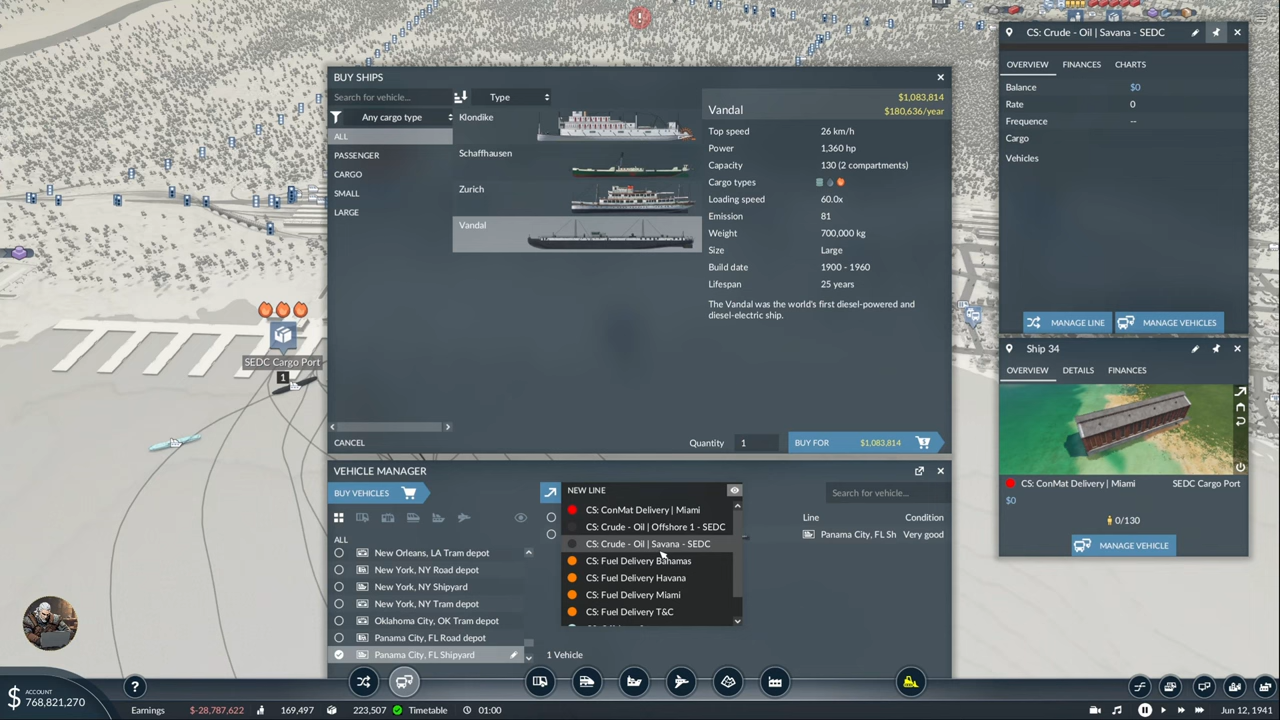 BUY SHIPS
Search for vehicle...
Type
Any cargo type
ALL
PASSENGER
CARGO
SMALL
LARGE
Klondike
Schaffhausen
Zurich
Vandal
$1,083,814
Vandal
$180,636/year
Top speed 26 km/h
Power 1,360 hp
Capacity 130 (2 compartments)
Cargo types
Loading speed 60.0x
Emission 81
Weight 700,000 kg
Size Large
Build date 1900 - 1960
Lifespan 25 years
The Vandal was the world's first diesel-powered and
diesel-electric ship.
CANCEL
Quantity 1
BUY FOR $1,083,814
SEDC Cargo Port
1
CS: Crude - Oil | Savana - SEDC
OVERVIEW FINANCES CHARTS
Balance $0
Rate 0
Frequency --
Cargo
Vehicles
MANAGE LINE MANAGE VEHICLES
Ship 34
OVERVIEW DETAILS FINANCES
CS: ConMat Delivery | Miami SEDC Cargo Port
$0
0/130
MANAGE VEHICLE
VEHICLE MANAGER
BUY VEHICLES
NEW LINE
Search for vehicle...
CS: ConMat Delivery | Miami
CS: Crude - Oil | Offshore 1 - SEDC
CS: Crude - Oil | Savana - SEDC
CS: Fuel Delivery Bahamas
CS: Fuel Delivery Havana
CS: Fuel Delivery Miami
CS: Fuel Delivery T&C
Line Condition
Panama City, FL Sh Very good
ALL
New Orleans, LA Tram depot
New York, NY Road depot
New York, NY Shipyard
New York, NY Tram depot
Oklahoma City, OK Tram depot
Panama City, FL Road depot
Panama City, FL Shipyard
1 Vehicle
$ ACCOUNT
768,821,270
?
Earnings $-28,787,622 169,497 223,507 Timetable 01:00
Jun 12, 1941